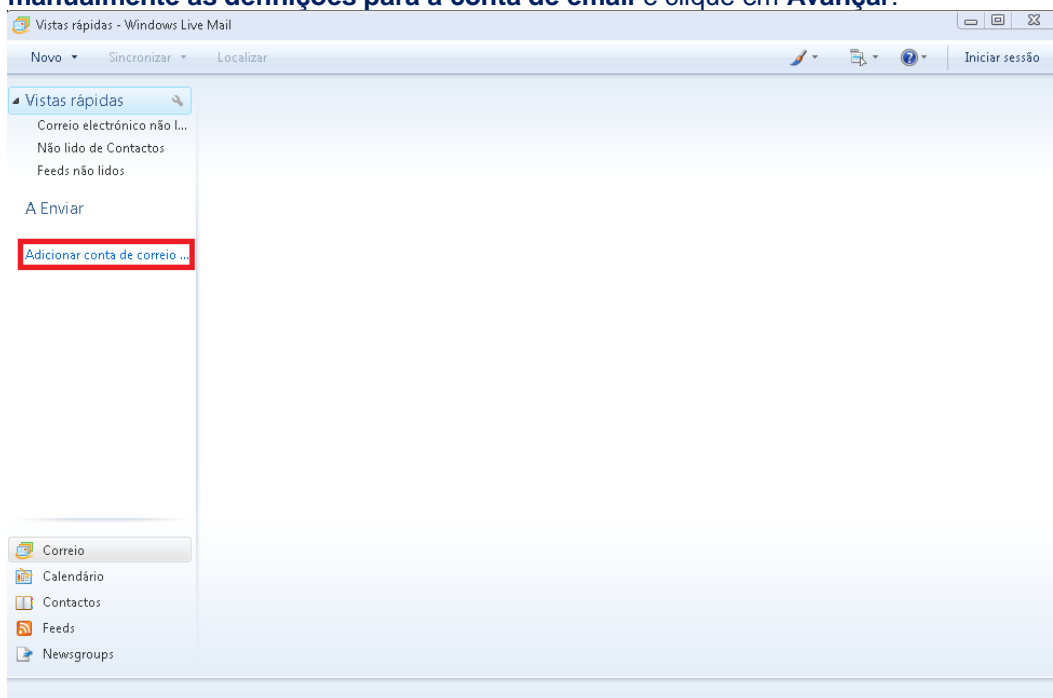 manualmente as definições para a conta de email e clique em Avançar.
Vistas rápidas - Windows Live Mail
Novo Sincronizar Localizar Iniciar sessão
Vistas rápidas
Correio electrónico não l...
Não lido de Contactos
Feeds não lidos
A Enviar
Adicionar conta de correio ...
Correio
Calendário
Contactos
Feeds
Newsgroups